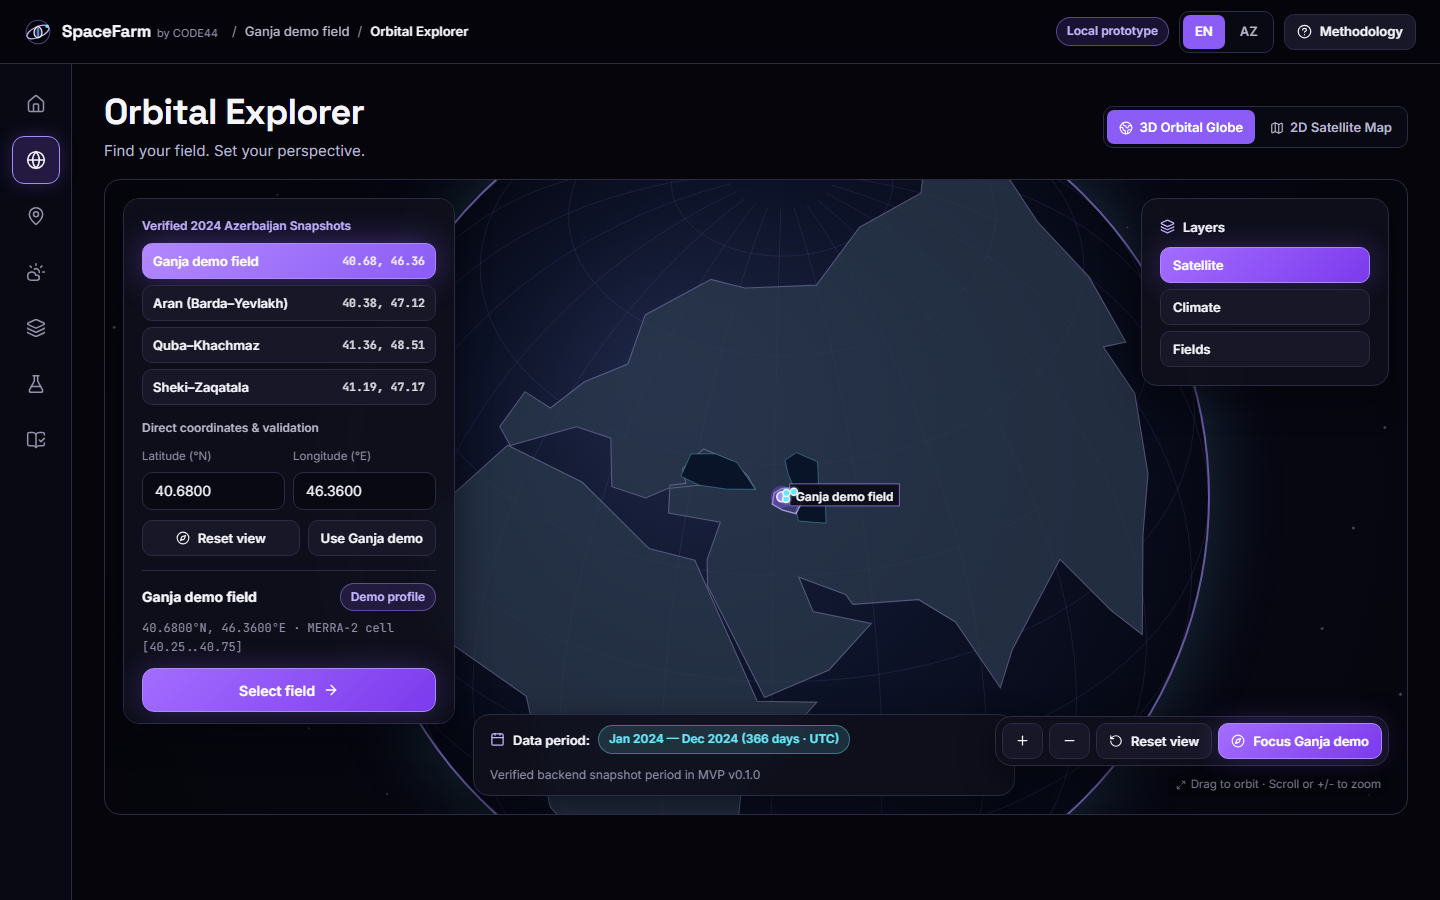 SpaceFarm by CODE44 / Ganja demo field / Orbital Explorer
Local prototype
EN AZ
Methodology
Orbital Explorer
Find your field. Set your perspective.
3D Orbital Globe
2D Satellite Map
Verified 2024 Azerbaijan Snapshots
Ganja demo field 40.68, 46.36
Aran (Barda–Yevlakh) 40.38, 47.12
Quba–Khachmaz 41.36, 48.51
Sheki–Zaqatala 41.19, 47.17
Direct coordinates & validation
Latitude (°N) Longitude (°E)
40.6800 46.3600
Reset view Use Ganja demo
Ganja demo field Demo profile
40.6800°N, 46.3600°E · MERRA-2 cell
[40.25..40.75]
Select field →
Ganja demo field
Layers
Satellite
Climate
Fields
Data period: Jan 2024 — Dec 2024 (366 days · UTC)
Verified backend snapshot period in MVP v0.1.0
+ − Reset view Focus Ganja demo
Drag to orbit · Scroll or +/- to zoom